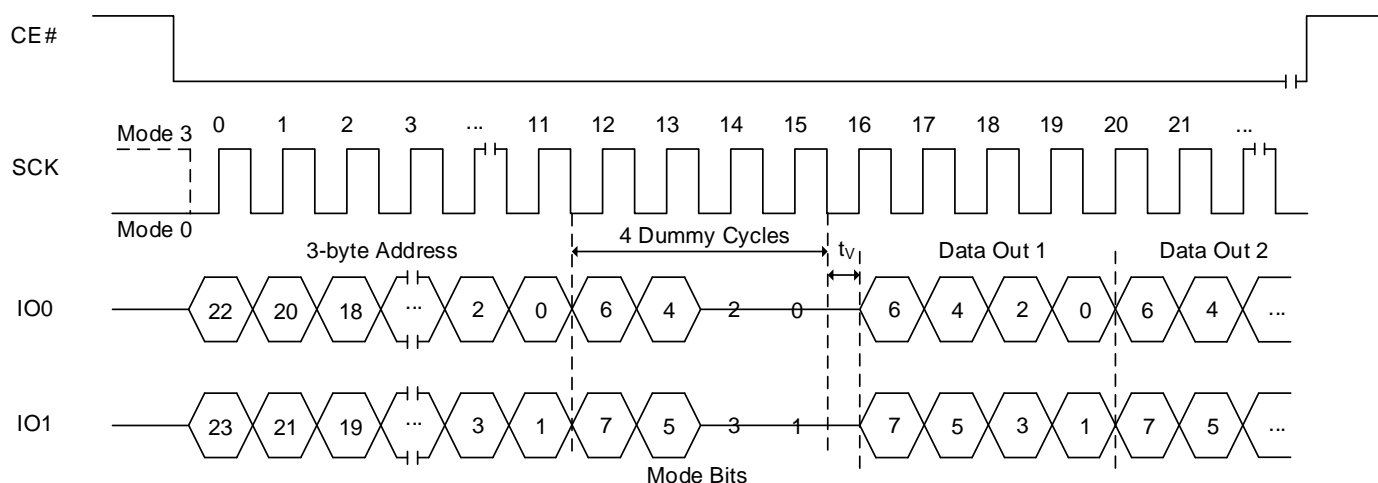 CE#
0 1 2 3 ... 11 12 13 14 15 16 17 18 19 20 21 ...
Mode 3
SCK
Mode 0
3-byte Address 4 Dummy Cycles tV Data Out 1 Data Out 2
IO0 22 20 18 ... 2 0 6 4 2 0 6 4 2 0 6 4 ...
IO1 23 21 19 ... 3 1 7 5 3 1 7 5 3 1 7 5 ...
Mode Bits